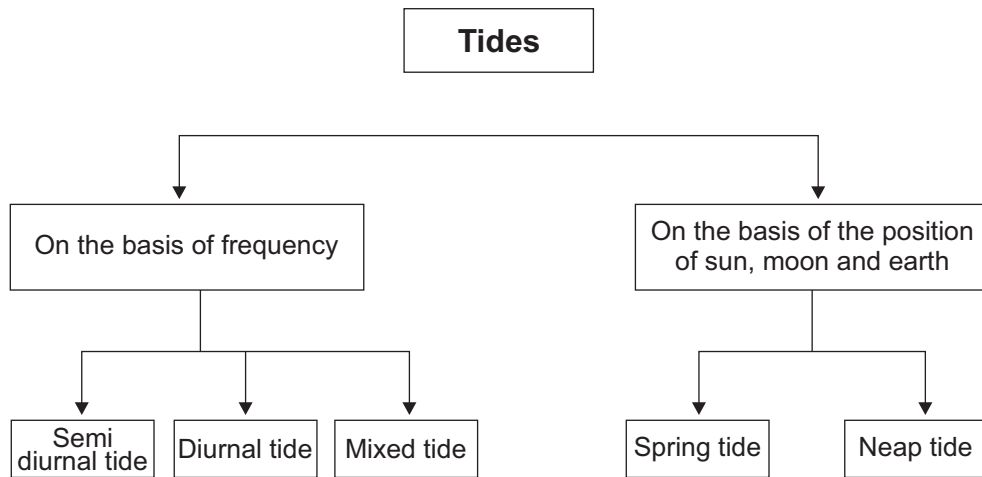 Tides
On the basis of frequency
On the basis of the position
of sun, moon and earth
Semi
diurnal tide
Diurnal tide
Mixed tide
Spring tide
Neap tide